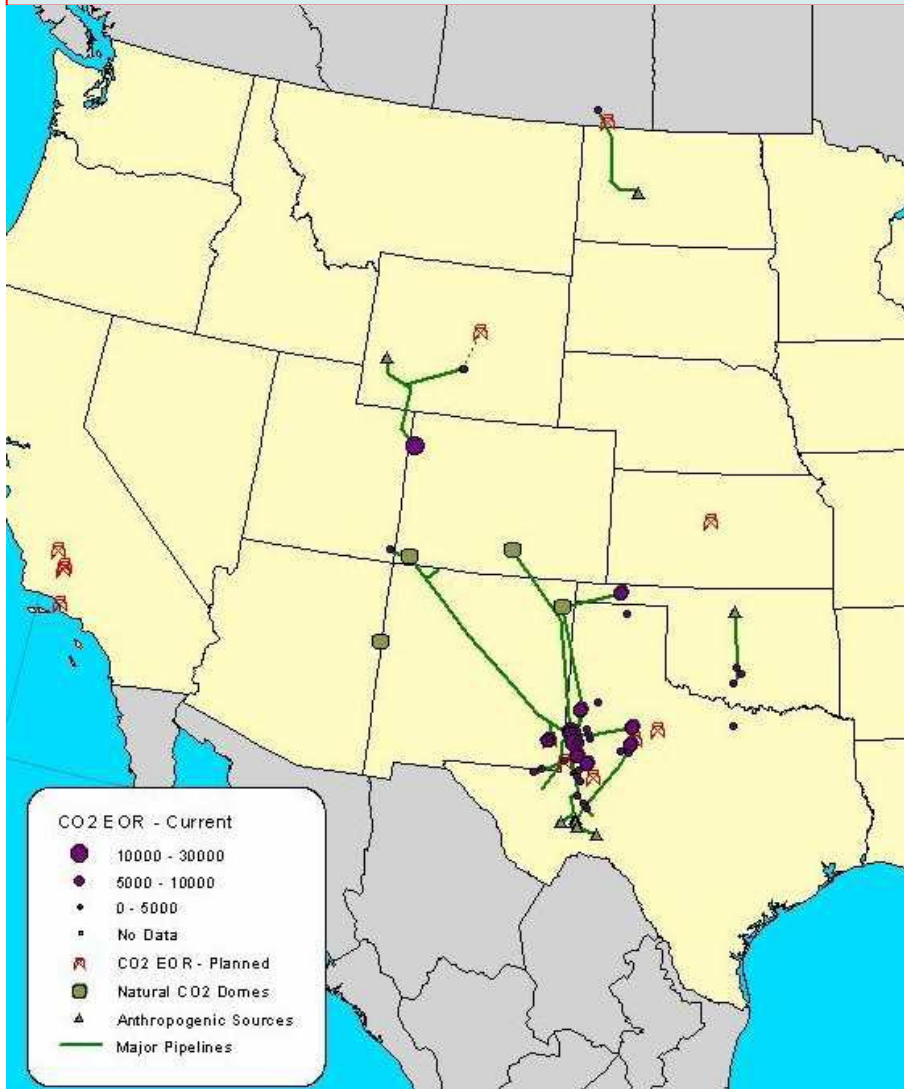 CO2 EOR - Current
10000 - 30000
5000 - 10000
0 - 5000
No Data
CO2 EOR - Planned
Natural CO2 Domes
Anthropogenic Sources
Major Pipelines